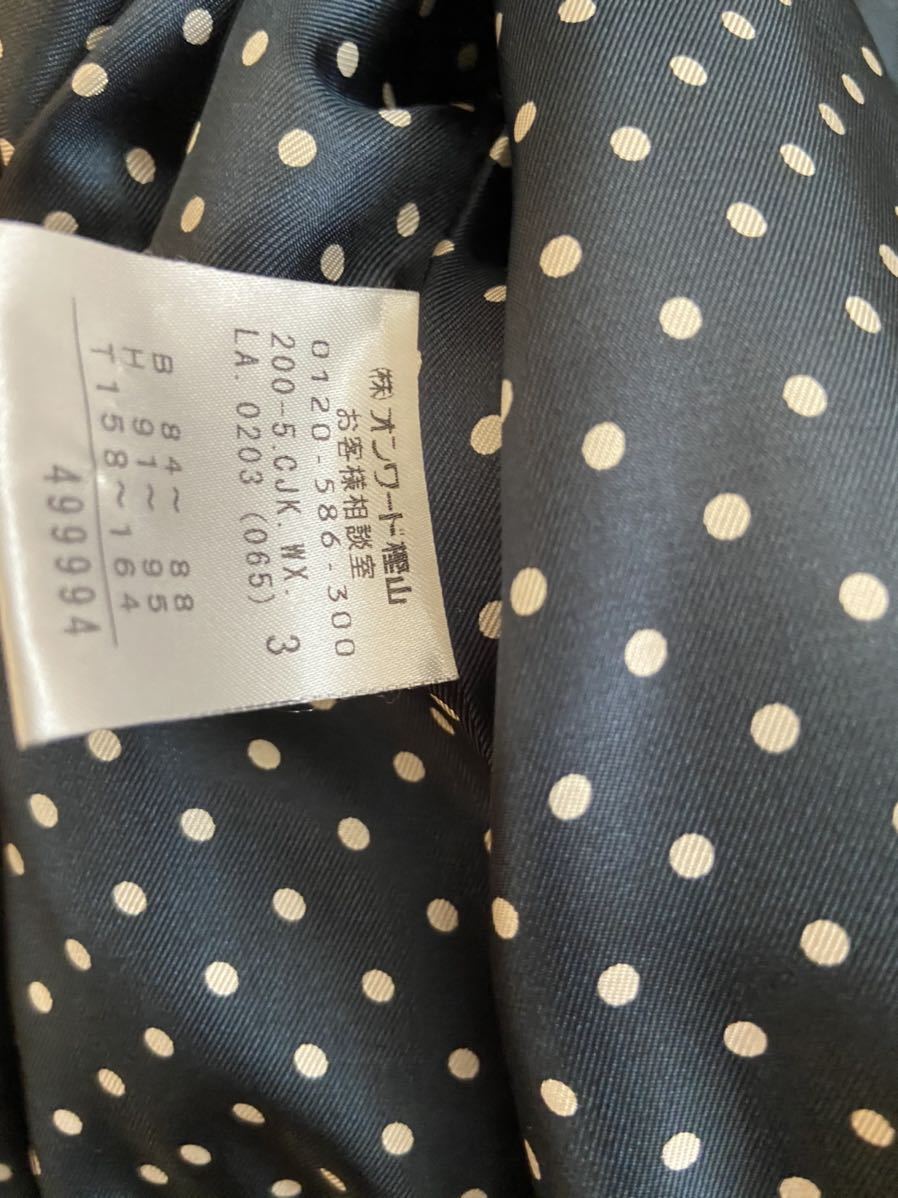 ㈱オンワード樫山
お客様相談室
0120-586-300
200-5.CJK.WX. 3
LA. 0203 (065)
B 84～ 88
H 91～ 95
T158～164
499994